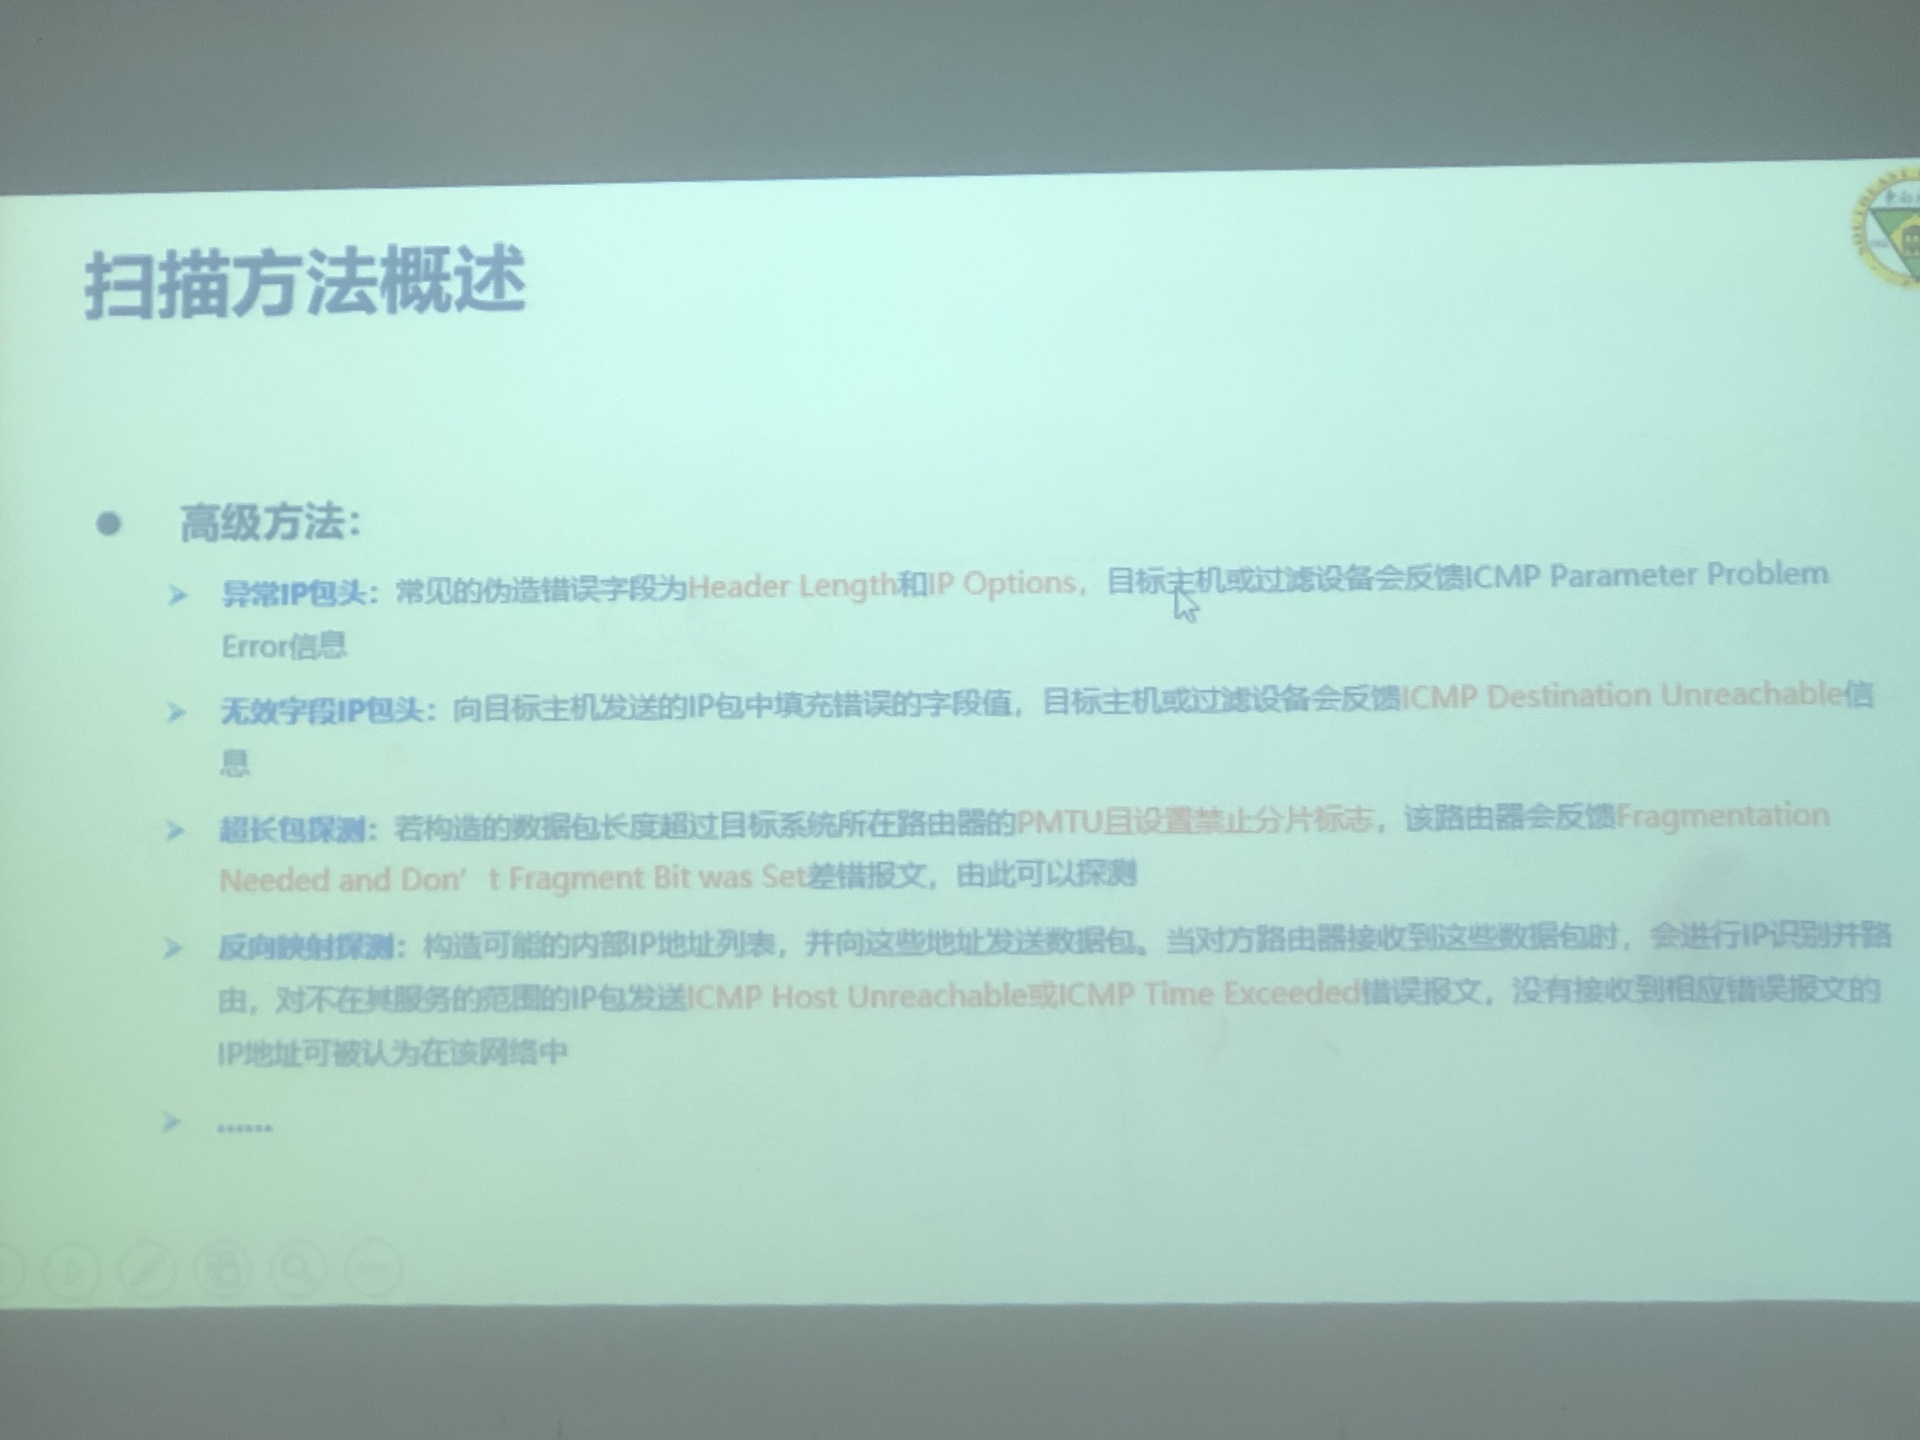 扫描方法概述
高级方法：
异常IP包头：常见的伪造错误字段为Header Length和IP Options，目标主机或过滤设备会反馈ICMP Parameter Problem
Error信息
无效字段IP包头：向目标主机发送的IP包中填充错误的字段值，目标主机或过滤设备会反馈ICMP Destination Unreachable信
息
超长包探测：若构造的数据包长度超过目标系统所在路由器的PMTU且设置禁止分片标志，该路由器会反馈Fragmentation
Needed and Don’t Fragment Bit was Set差错报文，由此可以探测
反向映射探测：构造可能的内部IP地址列表，并向这些地址发送数据包。当对方路由器接收到这些数据包时，会进行IP识别并路
由，对不在其服务的范围的IP包发送ICMP Host Unreachable或ICMP Time Exceeded错误报文，没有接收到相应错误报文的
IP地址可被认为在该网络中
......